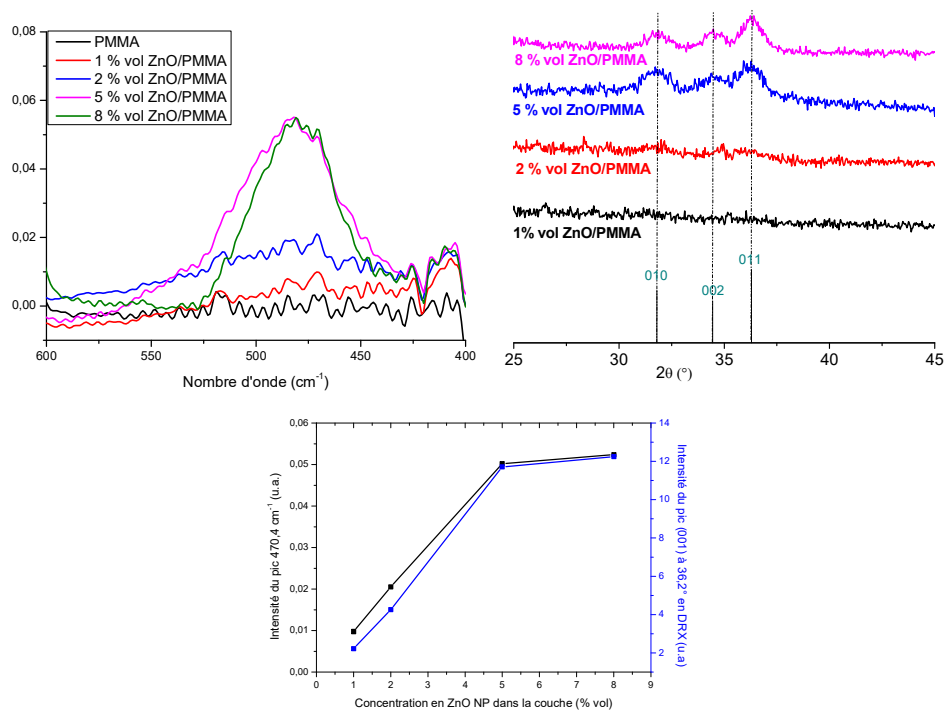 0,08
0,06
0,04
0,02
0,00
PMMA
1 % vol ZnO/PMMA
2 % vol ZnO/PMMA
5 % vol ZnO/PMMA
8 % vol ZnO/PMMA
600
550
500
450
400
Nombre d'onde (cm-1)
8 % vol ZnO/PMMA
5 % vol ZnO/PMMA
2 % vol ZnO/PMMA
1% vol ZnO/PMMA
010
002
011
25
30
35
40
45
2θ (°)
Intensité du pic 470,4 cm-1 (u.a.)
0,06
0,05
0,04
0,03
0,02
0,01
0,00
0
1
2
3
4
5
6
7
8
9
Concentration en ZnO NP dans la couche (% vol)
14
12
10
8
6
4
2
Intensité du pic (001) à 36,2° en
DRX (u.a)